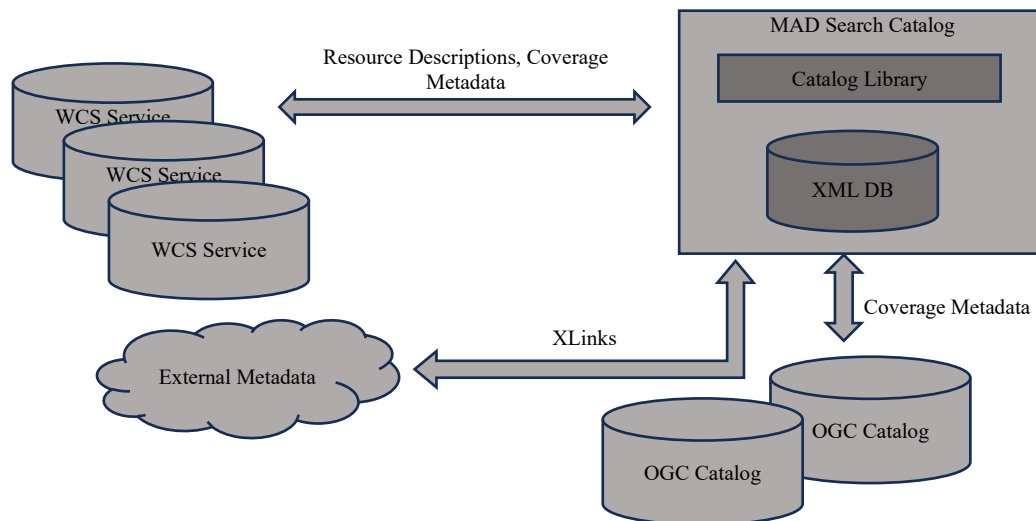 MAD Search Catalog
Resource Descriptions, Coverage
Metadata
Catalog Library
WCS Service
WCS Service
WCS Service
XML DB
Coverage Metadata
XLinks
External Metadata
OGC Catalog
OGC Catalog